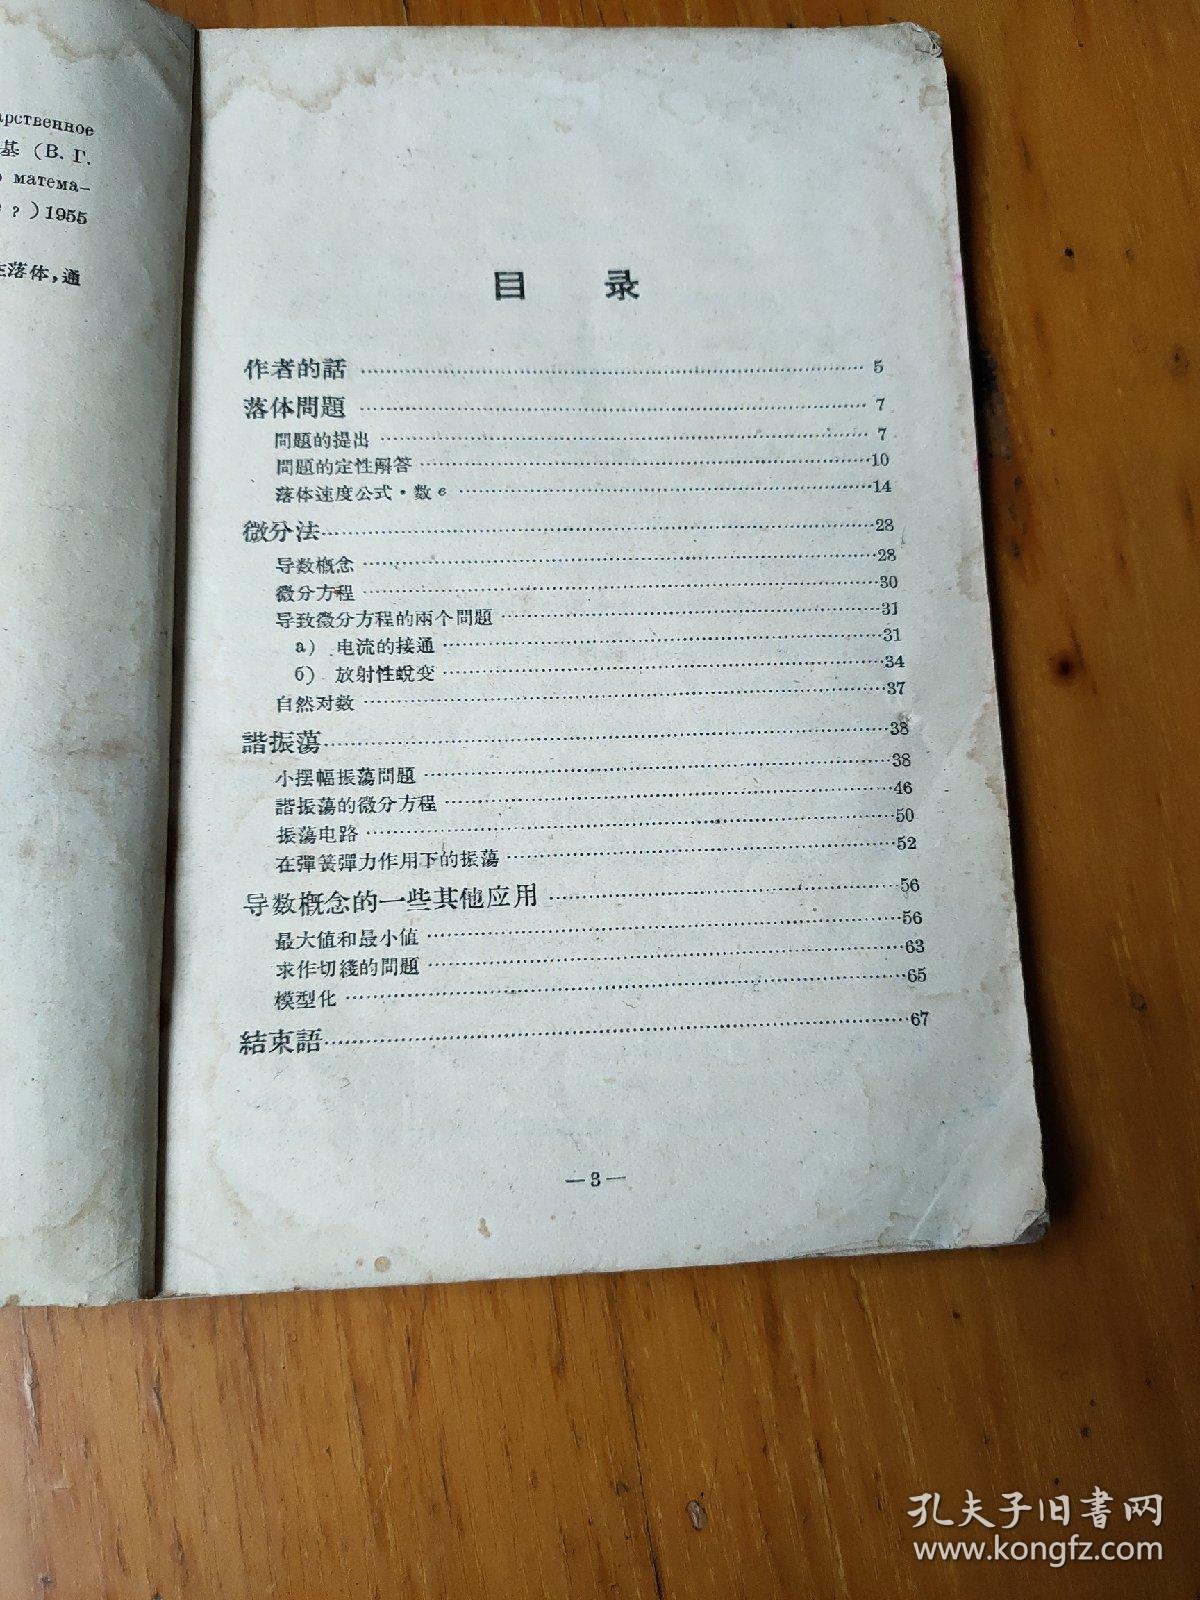 арственное
基 (В. Г.
матема-
?)1955
落体,通
目 录
作者的話 5
落体問題 7
問題的提出 7
問題的定性解答 10
落体速度公式·数e 14
微分法 28
导数概念 28
微分方程 30
导致微分方程的兩个問題 31
a) 电流的接通 31
б) 放射性蛻变 34
自然对数 37
諧振蕩 38
小摆幅振蕩問題 38
諧振蕩的微分方程 46
振蕩电路 50
在彈簧彈力作用下的振蕩 52
导数概念的一些其他应用 56
最大值和最小值 56
求作切綫的問題 63
模型化 65
結束語 67
—3—
孔夫子旧書网
www.kongfz.com